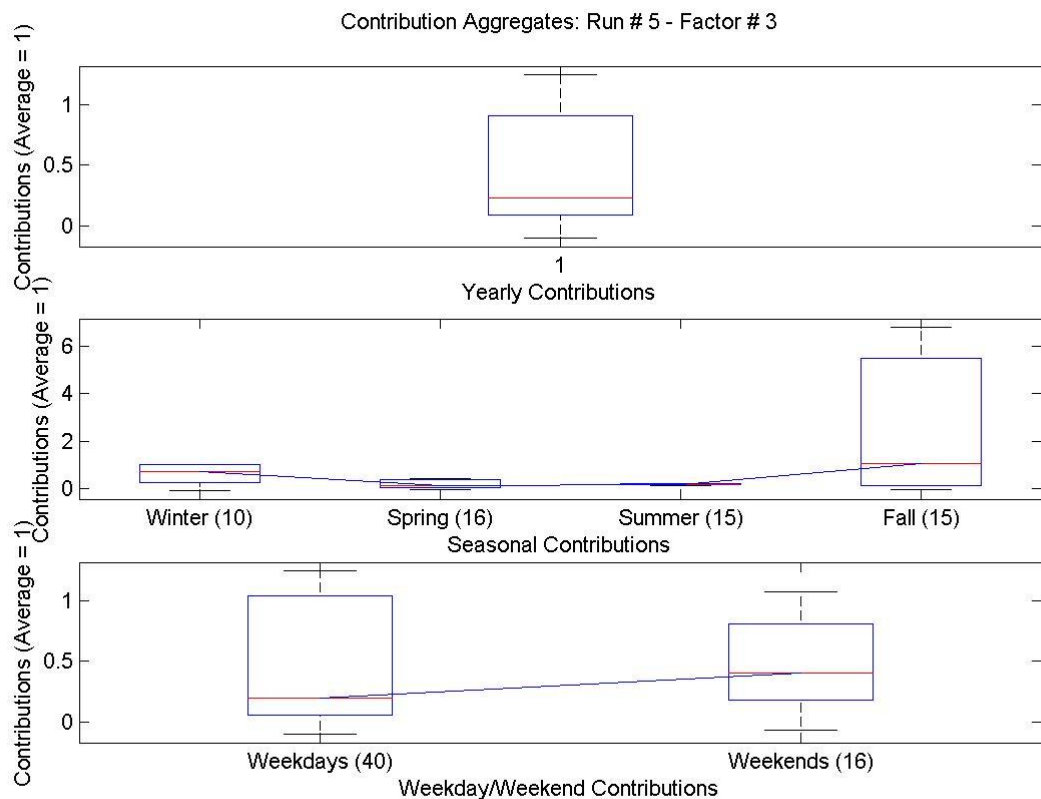 Contribution Aggregates: Run # 5 - Factor # 3
Contributions (Average = 1)
1
0.5
0
1
Yearly Contributions
Contributions (Average = 1)
6
4
2
0
Winter (10) Spring (16) Summer (15) Fall (15)
Seasonal Contributions
Contributions (Average = 1)
1
0.5
0
Weekdays (40) Weekends (16)
Weekday/Weekend Contributions